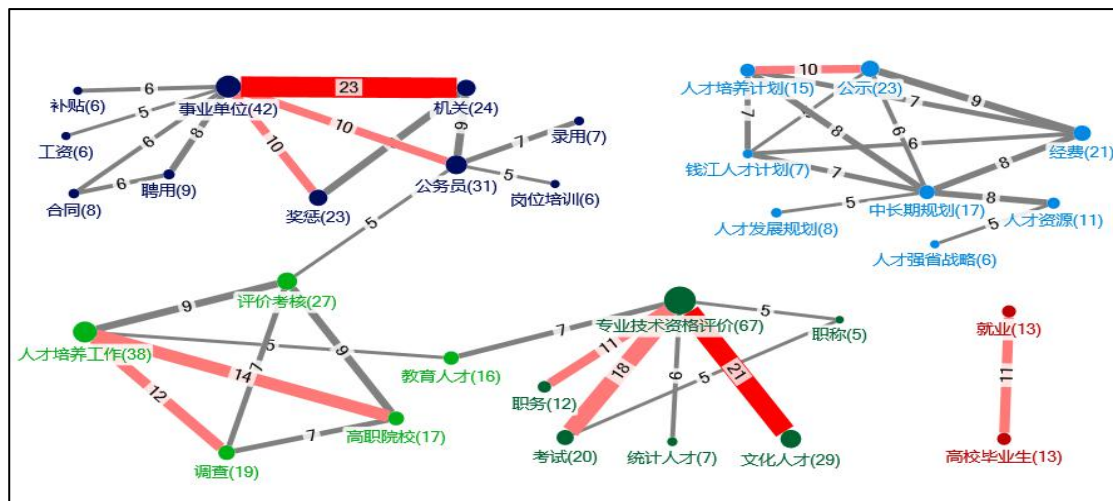 23
机关(24)
事业单位(42)
补贴(6)
6
5
工资(6)
6
8
聘用(9)
6
合同(8)
10
奖惩(23)
10
9
公务员(31)
7
录用(7)
5
岗位培训(6)
5
人才培养计划(15)
10
公示(23)
7
9
7
8
6
6
经费(21)
钱江人才计划(7)
7
8
中长期规划(17)
8
人才资源(11)
5
人才发展规划(8)
5
人才强省战略(6)
评价考核(27)
9
人才培养工作(38)
5
7
9
14
12
教育人才(16)
7
高职院校(17)
7
调查(19)
专业技术资格评价(67)
5
职称(5)
11
18
6
5
21
职务(12)
考试(20)
统计人才(7)
文化人才(29)
就业(13)
11
高校毕业生(13)